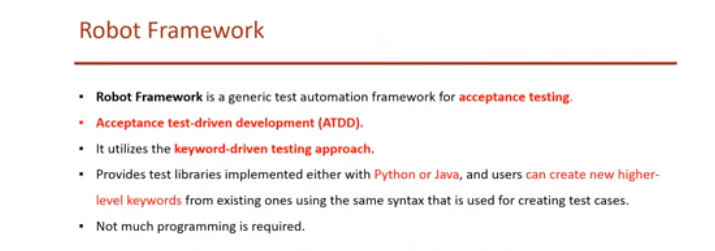 Robot Framework
▪ Robot Framework is a generic test automation framework for acceptance testing.
▪ Acceptance test-driven development (ATDD).
▪ It utilizes the keyword-driven testing approach.
▪ Provides test libraries implemented either with Python or Java, and users can create new higher-
level keywords from existing ones using the same syntax that is used for creating test cases.
▪ Not much programming is required.